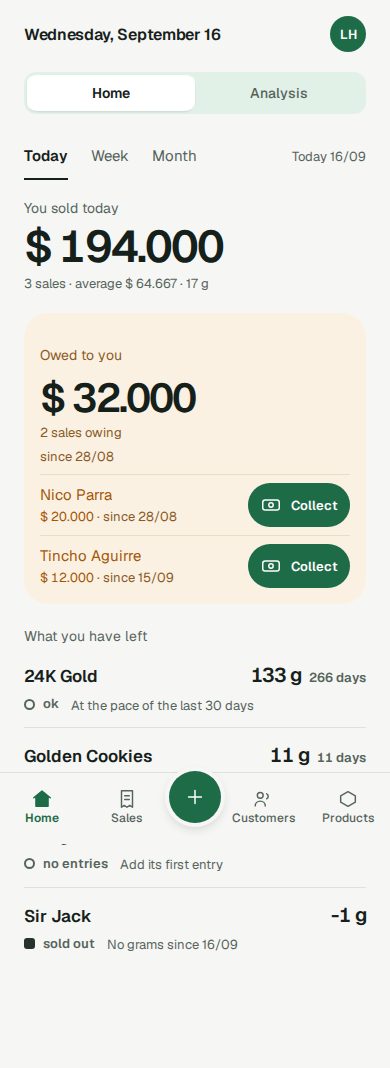 Wednesday, September 16
LH
Home
Analysis
Today
Week
Month
Today 16/09
You sold today
$ 194.000
3 sales · average $ 64.667 · 17 g
Owed to you
$ 32.000
2 sales owing
since 28/08
Nico Parra
$ 20.000 · since 28/08
Collect
Tincho Aguirre
$ 12.000 · since 15/09
Collect
What you have left
24K Gold
133 g 266 days
ok At the pace of the last 30 days
Golden Cookies
11 g 11 days
Home
Sales
Customers
Products
no entries Add its first entry
Sir Jack
-1 g
sold out No grams since 16/09